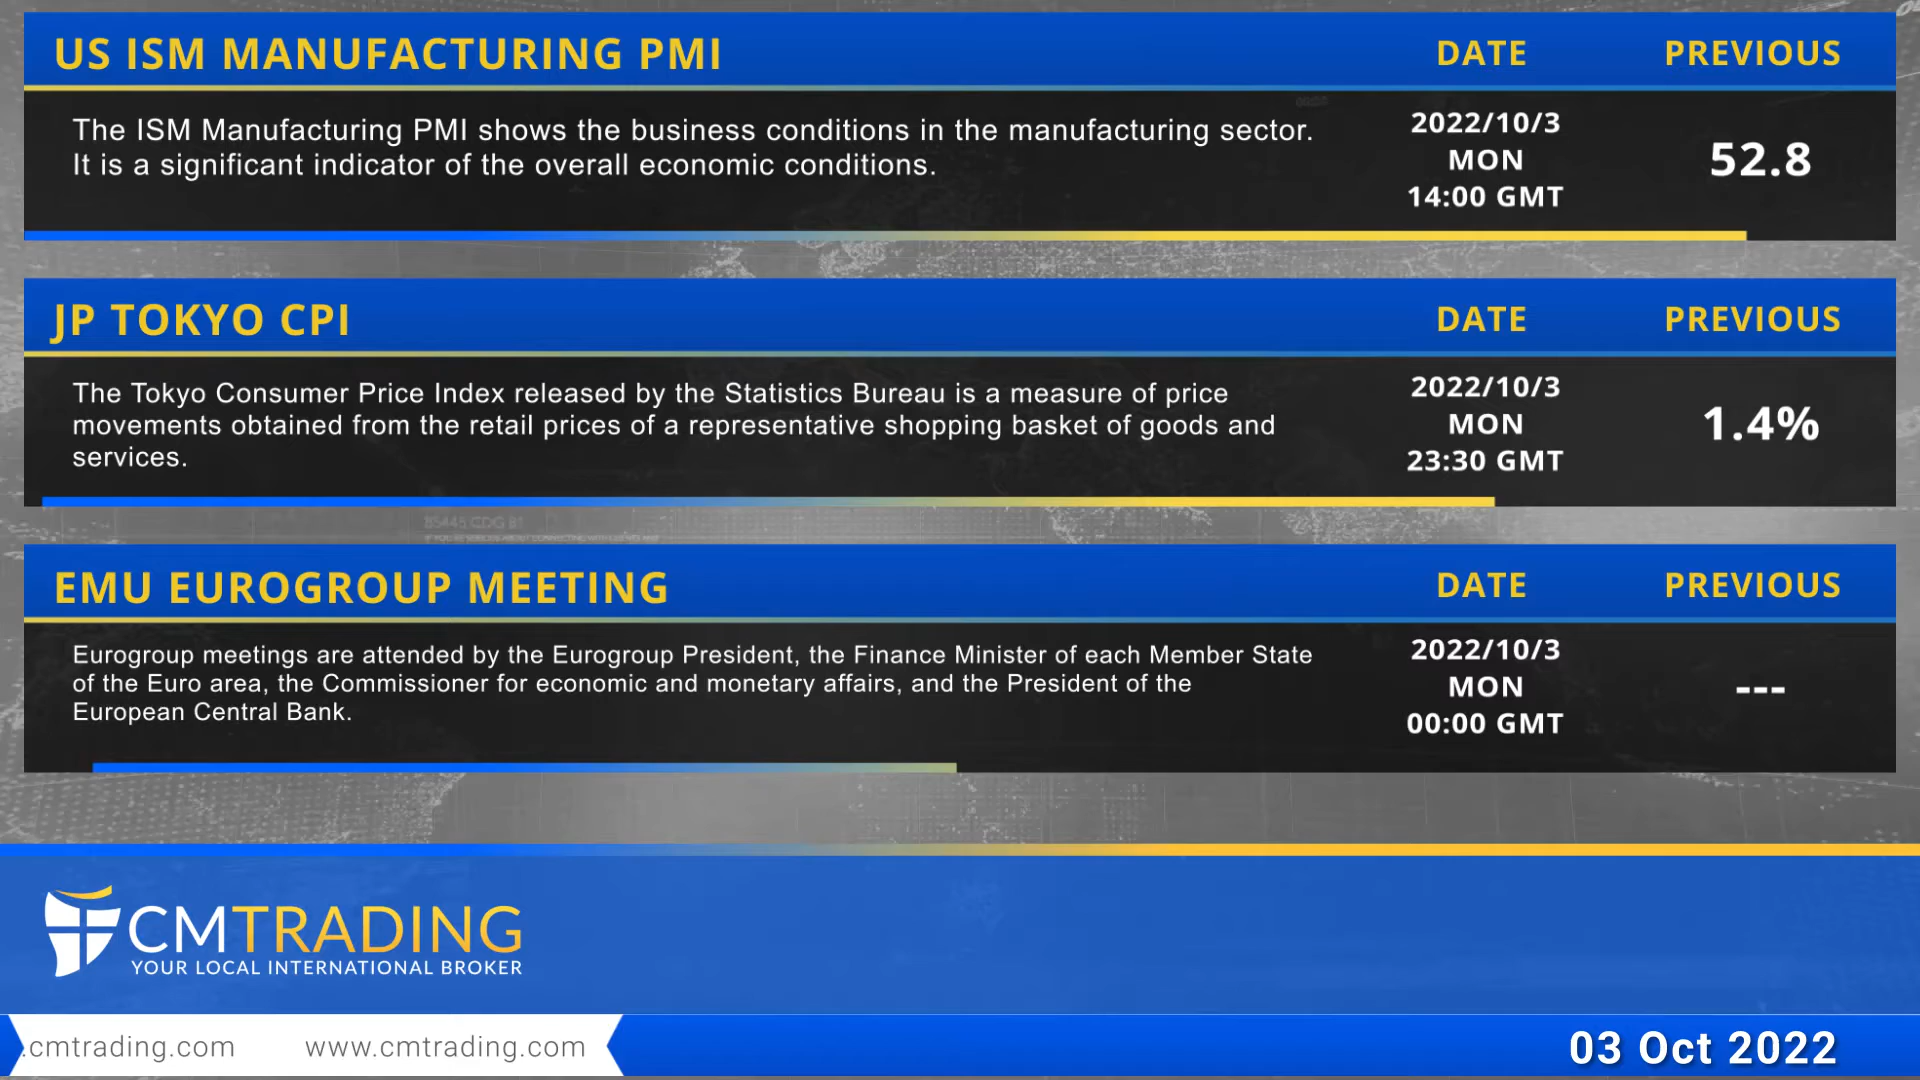 US ISM MANUFACTURING PMI
DATE
PREVIOUS
The ISM Manufacturing PMI shows the business conditions in the manufacturing sector.
It is a significant indicator of the overall economic conditions.
2022/10/3
MON
14:00 GMT
52.8
JP TOKYO CPI
DATE
PREVIOUS
The Tokyo Consumer Price Index released by the Statistics Bureau is a measure of price
movements obtained from the retail prices of a representative shopping basket of goods and
services.
2022/10/3
MON
23:30 GMT
1.4%
EMU EUROGROUP MEETING
DATE
PREVIOUS
Eurogroup meetings are attended by the Eurogroup President, the Finance Minister of each Member State
of the Euro area, the Commissioner for economic and monetary affairs, and the President of the
European Central Bank.
2022/10/3
MON
00:00 GMT
---
CMTRADING
YOUR LOCAL INTERNATIONAL BROKER
.cmtrading.com
www.cmtrading.com
03 Oct 2022